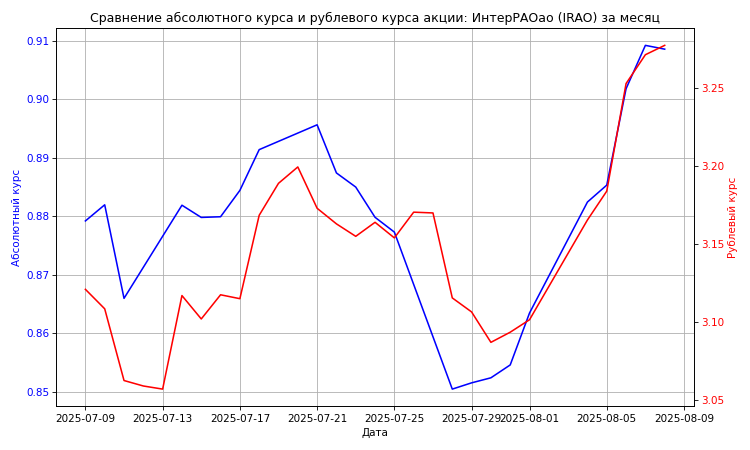 Сравнение абсолютного курса и рублевого курса акции: ИнтерРАОао (IRAO) за месяц
0.91
0.90
0.89
0.88
0.87
0.86
0.85
Абсолютный курс
3.25
3.20
3.15
3.10
3.05
Рублевый курс
2025-07-09 2025-07-13 2025-07-17 2025-07-21 2025-07-25 2025-07-29 2025-08-01 2025-08-05 2025-08-09
Дата